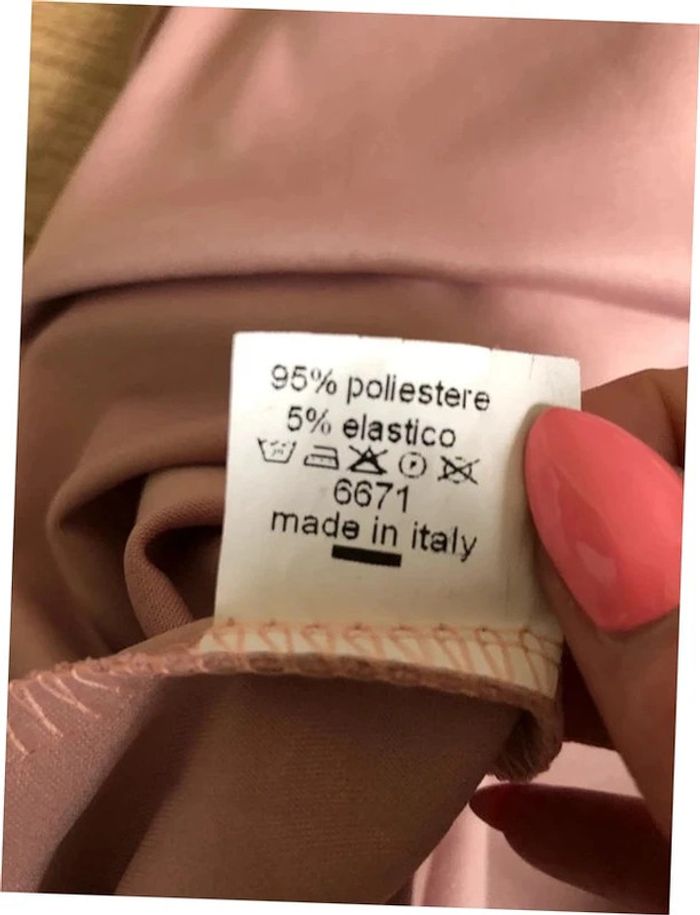 95% poliestere
5% elastico
6671
made in italy